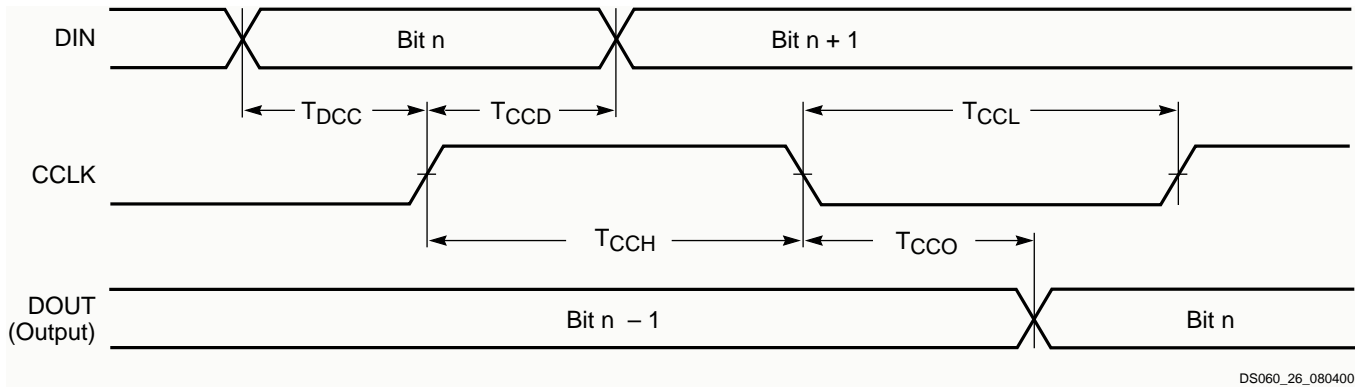 DIN
Bit n
Bit n + 1
TDCC
TCCD
TCCL
CCLK
TCCH
TCCO
DOUT
(Output)
Bit n – 1
Bit n
DS060_26_080400